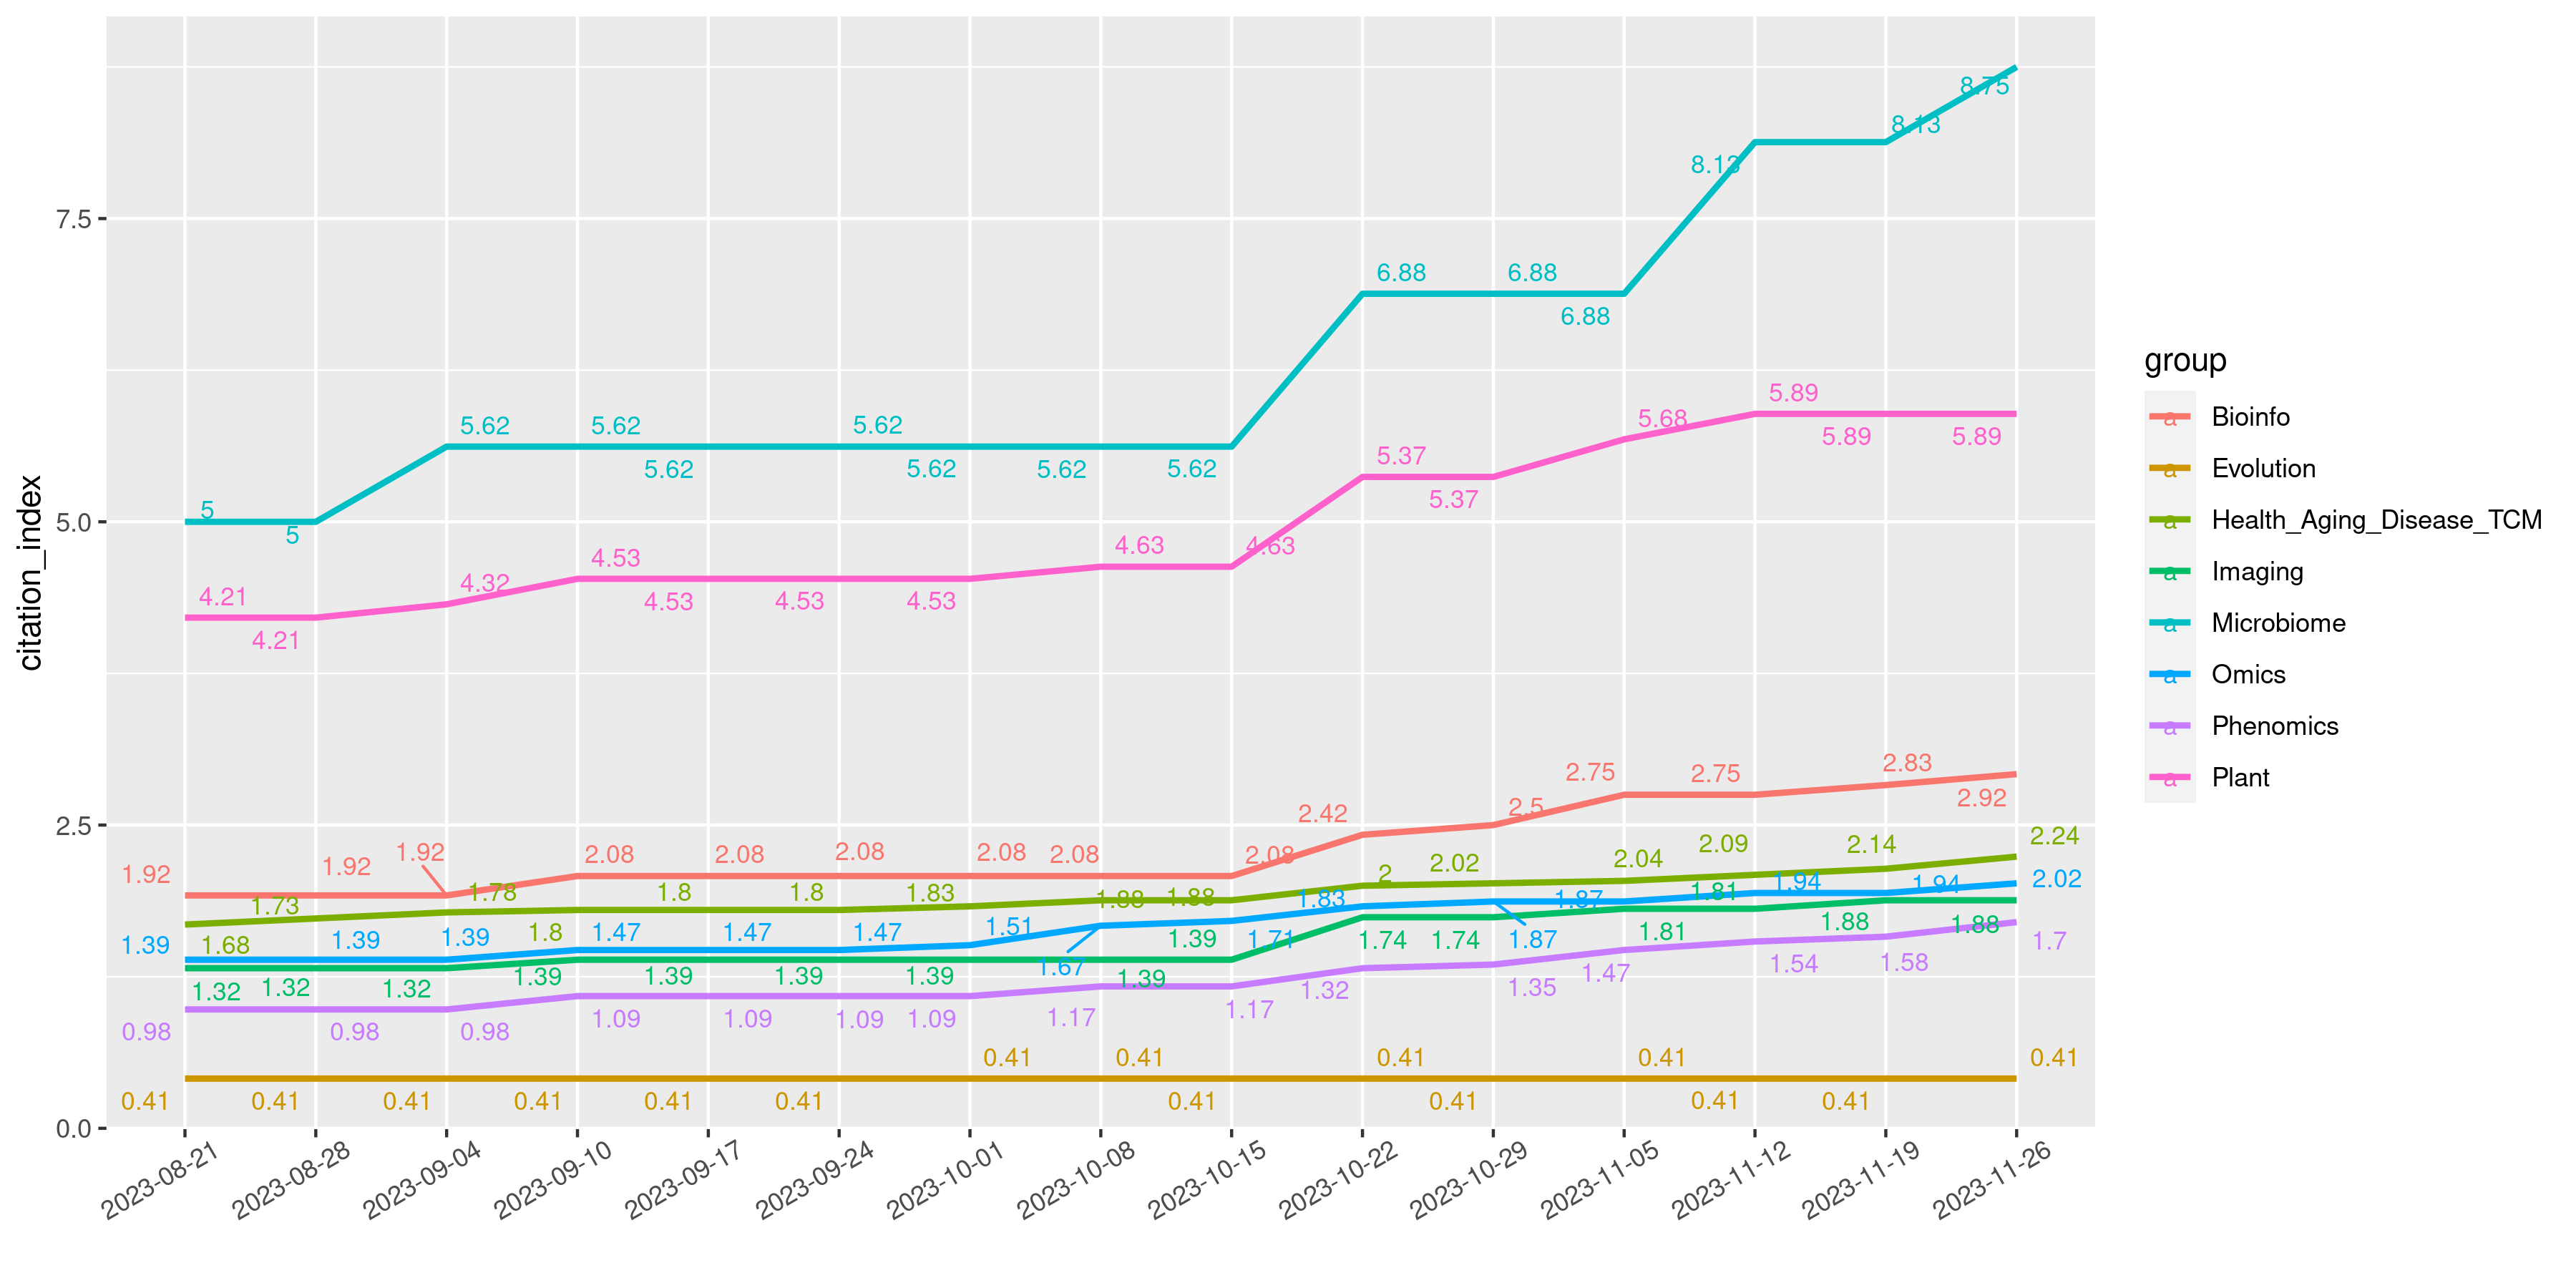 citation_index
7.5
5.0
2.5
0.0
8.75
8.13
8.13
6.88 6.88
6.88
5.89
5.68
5.89 5.89
5.62 5.62 5.62
5.62 5.62 5.62 5.62
5.37
5.37
5
5
4.53 4.63 4.63
4.21 4.32
4.53 4.53 4.53
4.21
2.83
2.75 2.75
2.92
2.42 2.5
1.92 1.92 1.92 2.08 2.08 2.08 2.08 2.08 2.08
2 2.02 2.04 2.09 2.14 2.24
1.73 1.78 1.8 1.8 1.83 1.88 1.88
1.83 1.87 1.81 1.94 1.94 2.02
1.39 1.68 1.39 1.39 1.8 1.47 1.47 1.47 1.51
1.39 1.71 1.74 1.74 1.87 1.81 1.88 1.88 1.7
1.32 1.32 1.32 1.39 1.39 1.39 1.39 1.67 1.39
1.32 1.35 1.47 1.54 1.58
0.98 0.98 0.98 1.09 1.09 1.09 1.09 1.17 1.17
0.41 0.41 0.41 0.41 0.41
0.41 0.41 0.41 0.41 0.41 0.41 0.41 0.41 0.41 0.41
2023-08-21
2023-08-28
2023-09-04
2023-09-10
2023-09-17
2023-09-24
2023-10-01
2023-10-08
2023-10-15
2023-10-22
2023-10-29
2023-11-05
2023-11-12
2023-11-19
2023-11-26
group
a Bioinfo
a Evolution
a Health_Aging_Disease_TCM
a Imaging
a Microbiome
a Omics
a Phenomics
a Plant